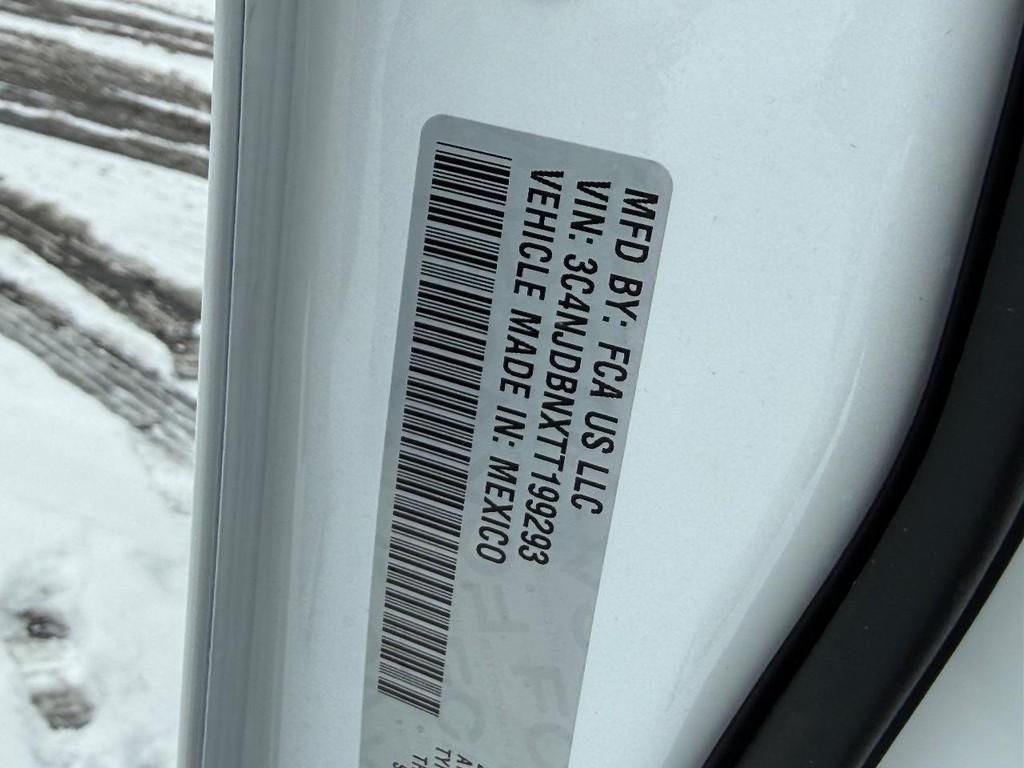 MFD BY: FCA US LLC
VIN: 3C4NJDBNXTT199293
VEHICLE MADE IN: MEXICO